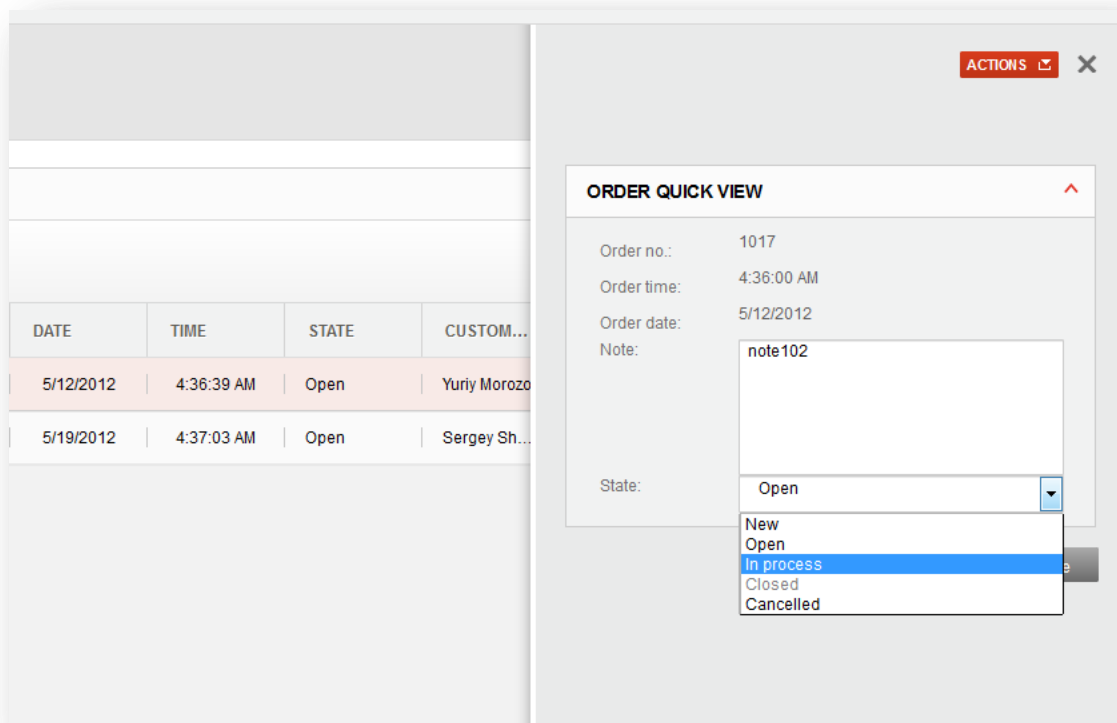 ACTIONS
ORDER QUICK VIEW
Order no.: 1017
Order time: 4:36:00 AM
Order date: 5/12/2012
Note: note102
State: Open
New
Open
In process
Closed
Cancelled
DATE TIME STATE CUSTOM...
5/12/2012 4:36:39 AM Open Yuriy Morozo
5/19/2012 4:37:03 AM Open Sergey Sh...